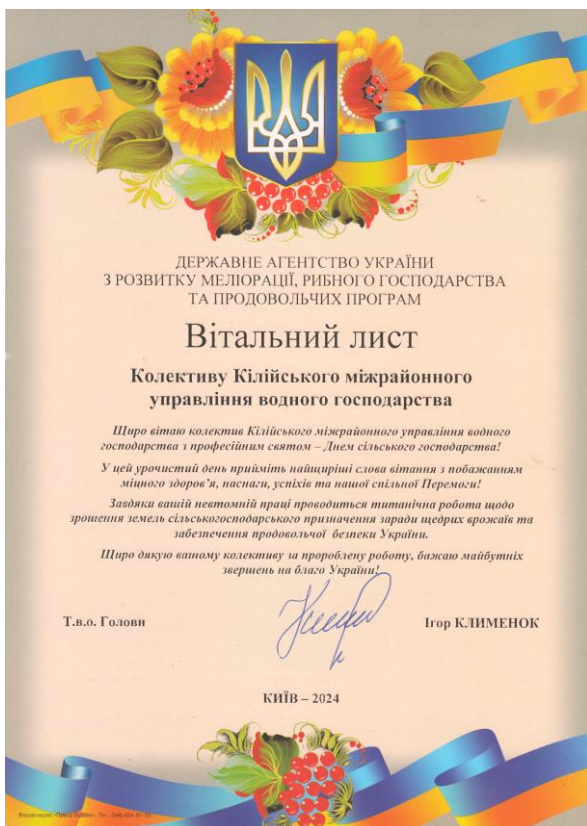 ДЕРЖАВНЕ АГЕНТСТВО УКРАЇНИ
З РОЗВИТКУ МЕЛІОРАЦІЇ, РИБНОГО ГОСПОДАРСТВА
ТА ПРОДОВОЛЬЧИХ ПРОГРАМ
Вітальний лист
Колективу Кілійського міжрайонного
управління водного господарства
Щиро вітаю колектив Кілійського міжрайонного управління водного
господарства з професійним святом – Днем сільського господарства!
У цей урочистий день прийміть найщиріші слова вітання з побажанням
міцного здоров’я, наснаги, успіхів та нашої спільної Перемоги!
Завдяки вашій невтомній праці проводиться титанічна робота щодо
зрошення земель сільськогосподарського призначення заради щедрих врожаїв та
забезпечення продовольчої безпеки України.
Щиро дякую вашому колективу за пророблену роботу, бажаю майбутніх
звершень на благо України!
Т.в.о. Голови
Ігор КЛИМЕНОК
КИЇВ – 2024